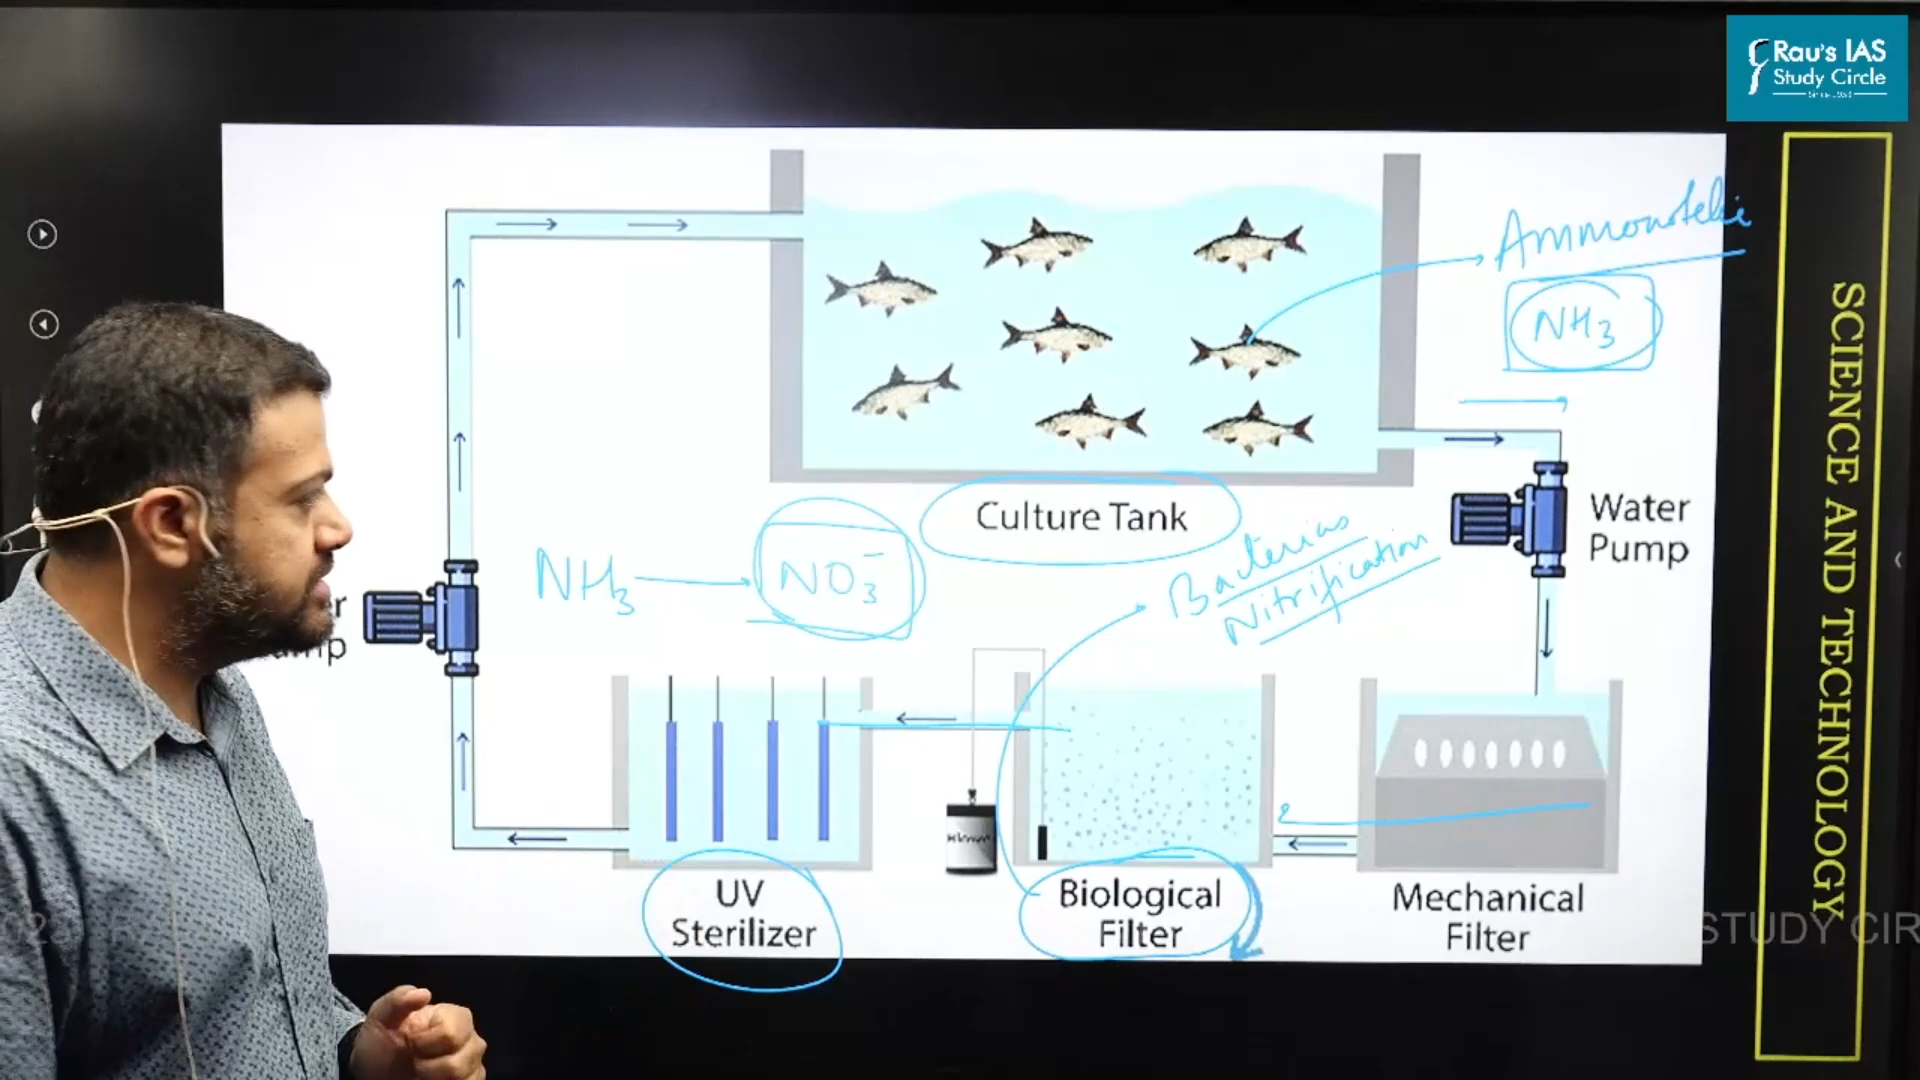 Rau's IAS
Study Circle
SCIENCE AND TECHNOLOGY
Ammonotelic
NH3
Culture Tank
Water
Pump
NH3
NO3-
Bacterias
Nitrification
UV
Sterilizer
Biological
Filter
Mechanical
Filter
STUDY CIR